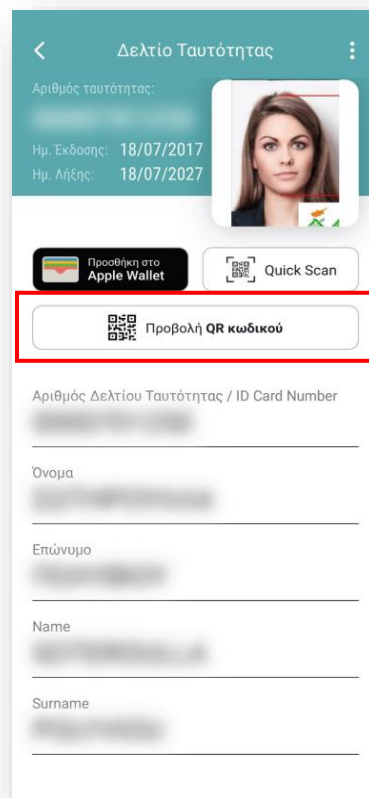 Δελτίο Ταυτότητας
Αριθμός ταυτότητας:
Ημ. Έκδοσης: 18/07/2017
Ημ. Λήξης: 18/07/2027
Προσθήκη στο
Apple Wallet
Quick Scan
Προβολή QR κωδικού
Αριθμός Δελτίου Ταυτότητας / ID Card Number
Όνομα
Επώνυμο
Name
Surname